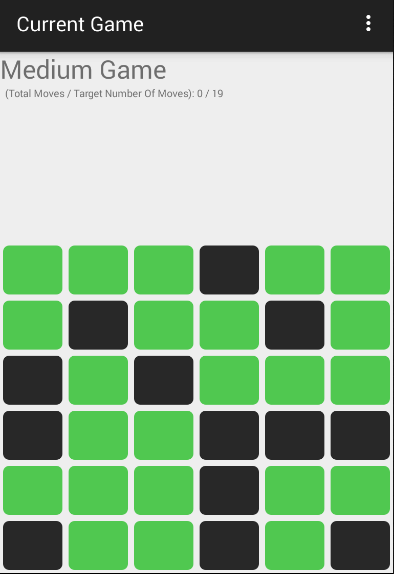 Current Game
Medium Game
(Total Moves / Target Number Of Moves): 0 / 19